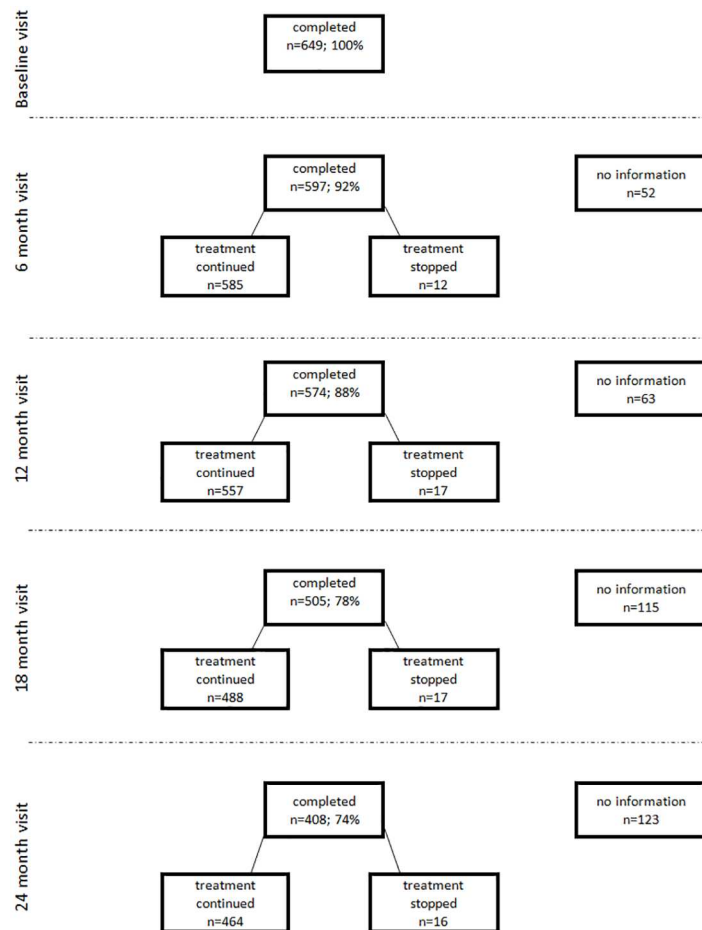 Baseline visit
completed
n=649; 100%
6 month visit
completed
n=597; 92%
no information
n=52
treatment
continued
n=585
treatment
stopped
n=12
12 month visit
completed
n=574; 88%
no information
n=63
treatment
continued
n=557
treatment
stopped
n=17
18 month visit
completed
n=505; 78%
no information
n=115
treatment
continued
n=488
treatment
stopped
n=17
24 month visit
completed
n=408; 74%
no information
n=123
treatment
continued
n=464
treatment
stopped
n=16